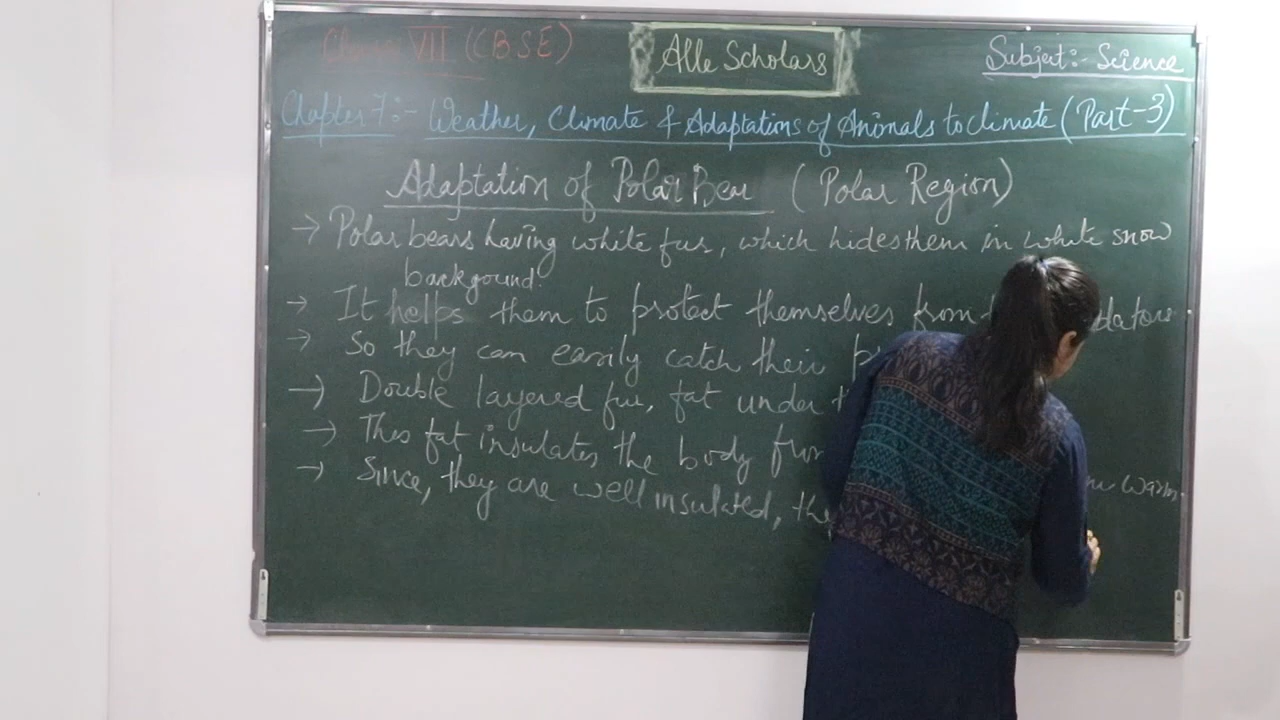 Class VII (CBSE)
Alle Scholars
Subject:- Science
Chapter 7:- Weather, Climate & Adaptations of Animals to climate (Part-3)
Adaptation of Polar Bear (Polar Region)
→ Polar bears having white fur, which hides them in white snow
background.
→ It helps them to protect themselves from
→ So they can easily catch their
→ Double layered fur, fat under
→ This fat insulates the body from
→ Since, they are well insulated, warm